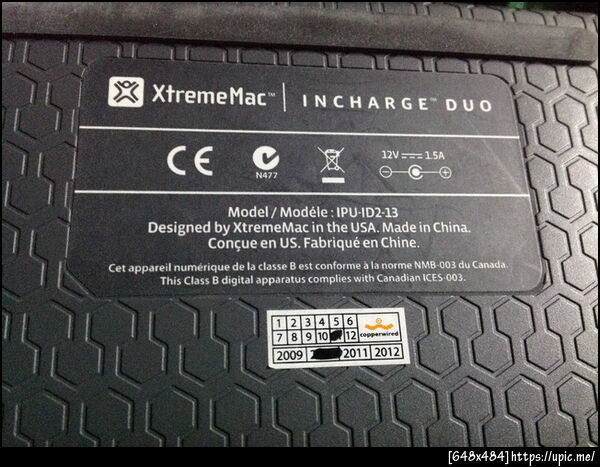 XtremeMac™ | INCHARGE™ DUO
CE N477 12V 1.5A
Model / Modéle : IPU-ID2-13
Designed by XtremeMac in the USA. Made in China.
Conçue en US. Fabriqué en Chine.
Cet appareil numérique de la classe B est conforme à la norme NMB-003 du Canada.
This Class B digital apparatus complies with Canadian ICES-003.
1 2 3 4 5 6
7 8 9 10 12 copperwired
2009 2011 2012
[648x484]https://upic.me/